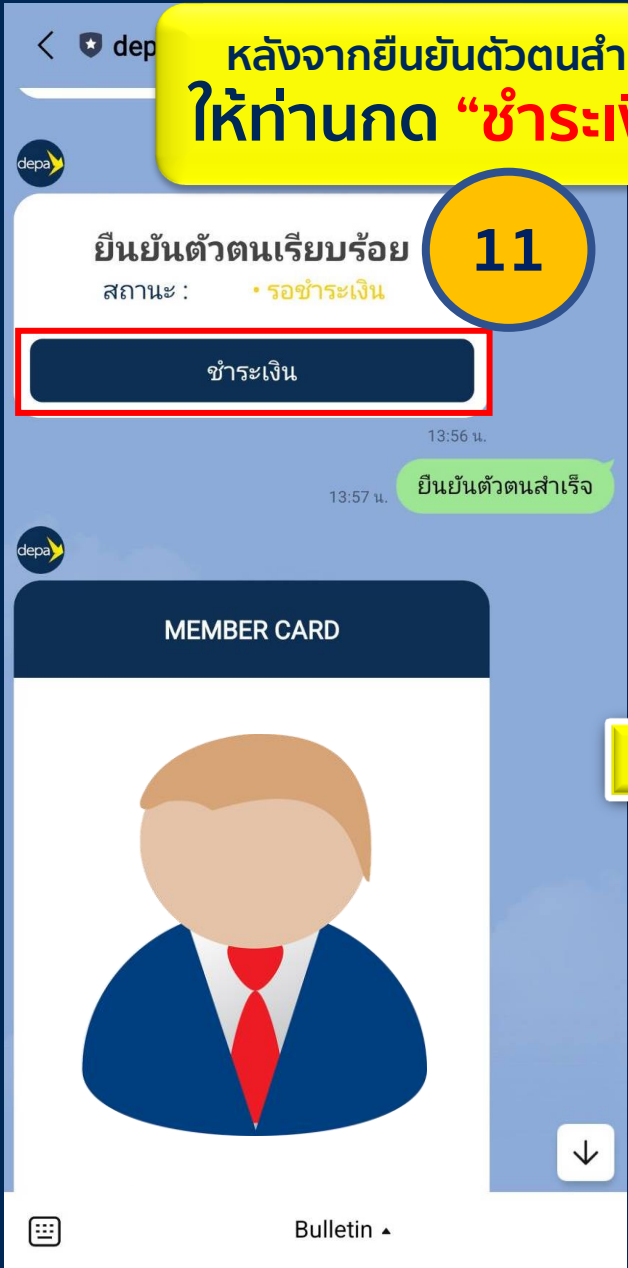 dep
หลังจากยืนยันตัวตนสำ
ให้ท่านกด “ชำระเงิ
depa
ยืนยันตัวตนเรียบร้อย
11
สถานะ : • รอชำระเงิน
ชำระเงิน
13:56 น.
13:57 น. ยืนยันตัวตนสำเร็จ
depa
MEMBER CARD
Bulletin ▲